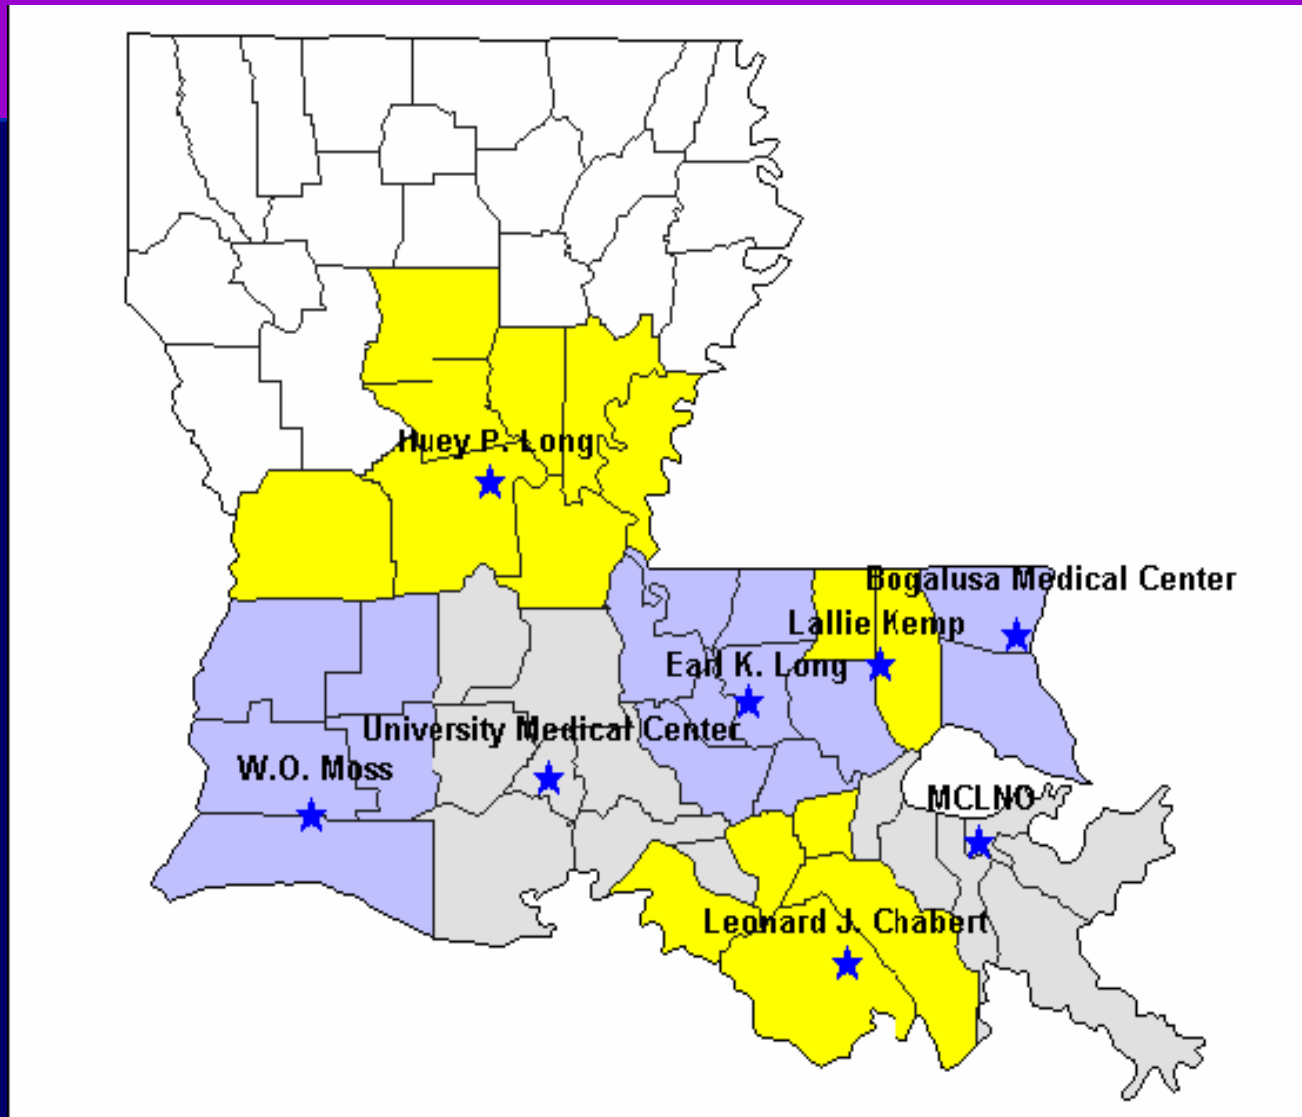 Huey P. Long
Bogalusa Medical Center
Lallie Kemp
Earl K. Long
University Medical Center
W.O. Moss
MCLNO
Leonard J. Chabert